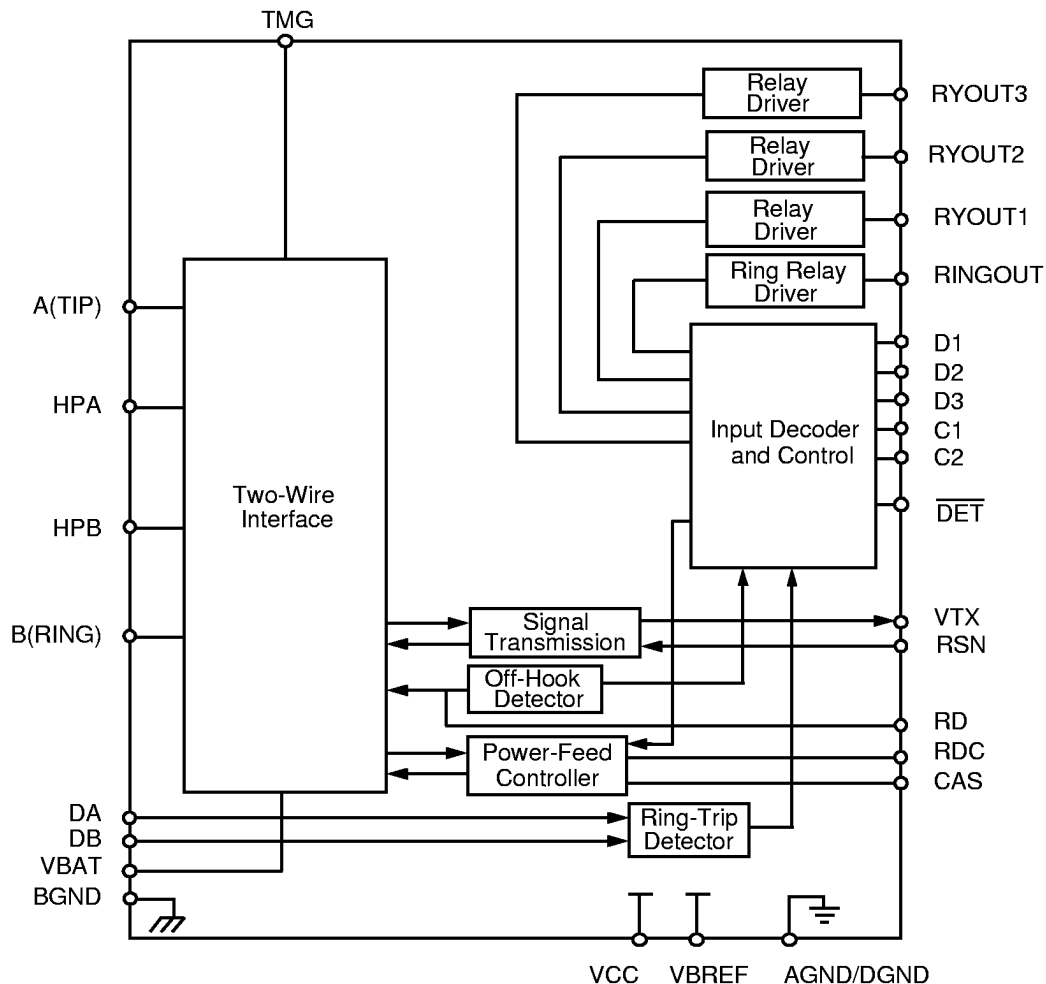 TMG
Relay
Driver
RYOUT3
Relay
Driver
RYOUT2
Relay
Driver
RYOUT1
Ring Relay
Driver
RINGOUT
A(TIP)
HPA
HPB
B(RING)
Two-Wire
Interface
Input Decoder
and Control
D1
D2
D3
C1
C2
DET
Signal
Transmission
VTX
RSN
Off-Hook
Detector
RD
Power-Feed
Controller
RDC
CAS
DA
DB
VBAT
BGND
Ring-Trip
Detector
VCC
VBREF
AGND/DGND